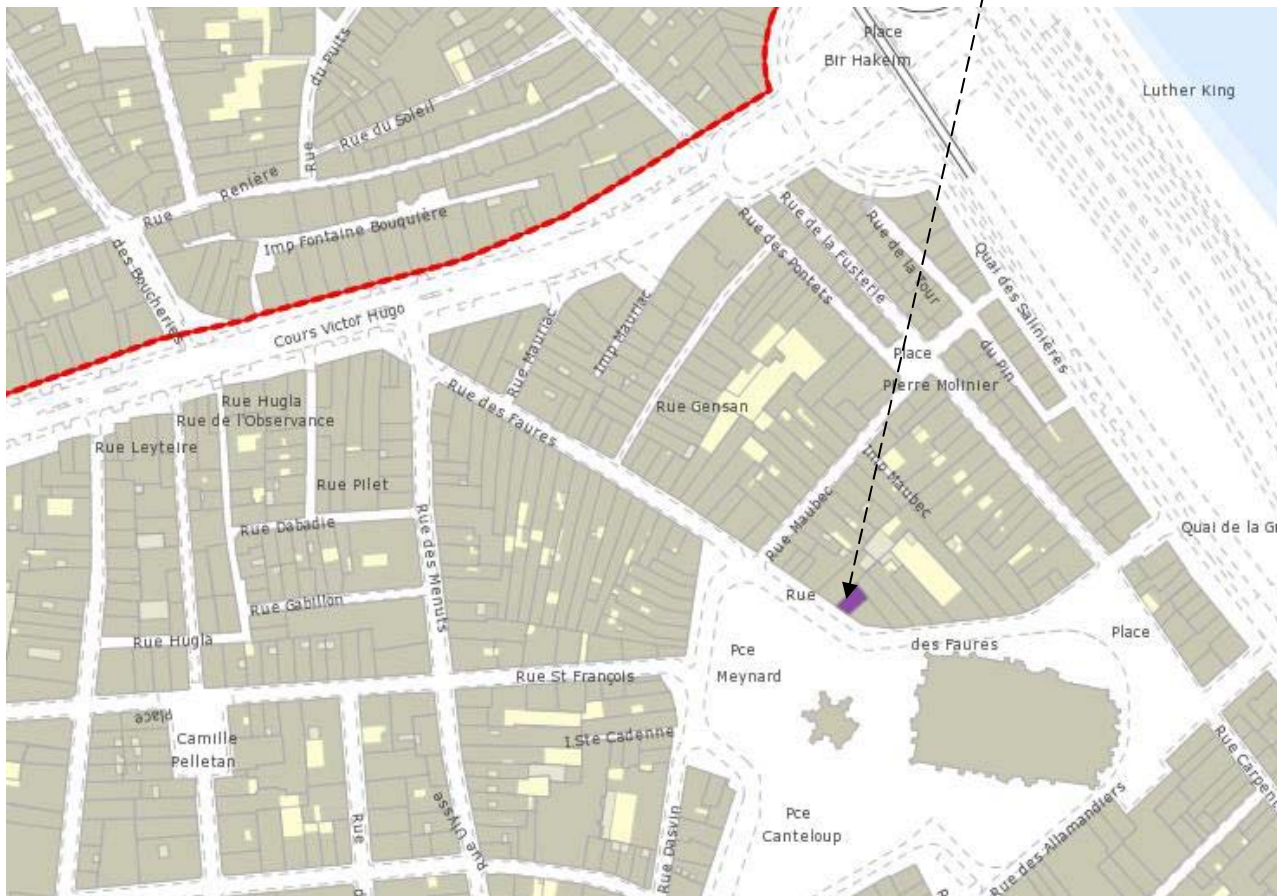 Place
Bir Hakeim
Luther King
Rue du Puits
Rue du Soleil
Rue Renière
Imp Fontaine Bouquière
des Boucheries
Cours Victor Hugo
Rue des Pontets
Rue de la Fusterie
Rue de la Tour
Quai des Salinières
Rue Mauriac
Imp Mauriac
Place
Pierre Molinier
du Pin
Rue Hugla
Rue de l'Observance
Rue des Faures
Rue Gensan
Rue Leyteire
Rue Pilet
Imp Maubec
Rue Dabadie
Rue des Menuts
Rue Maubec
Quai de la Gr
Rue Gabillon
Rue
des Faures
Place
Rue Hugla
Pce
Meynard
Rue St François
Place
Camille
Pelletan
I.Ste Cadenne
Rue Carpen
Rue Ulysse
Rue
d
Rue Dasvin
Pce
Canteloup
Rue des Allamandiers